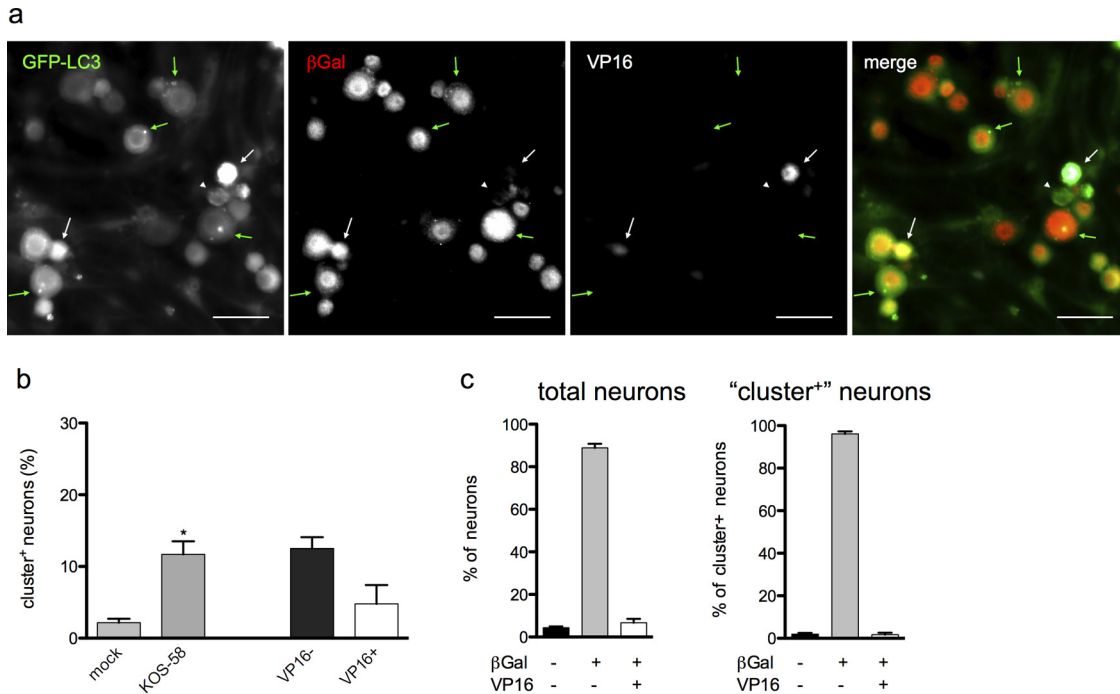 a
GFP-LC3 βGal VP16 merge
b
cluster⁺ neurons (%)
30
20
10
0
mock KOS-58 VP16- VP16+
*
c
total neurons
% of neurons
100
80
60
40
20
0
βGal - + +
VP16 - - +
“cluster⁺” neurons
% of cluster+ neurons
100
80
60
40
20
0
βGal - + +
VP16 - - +